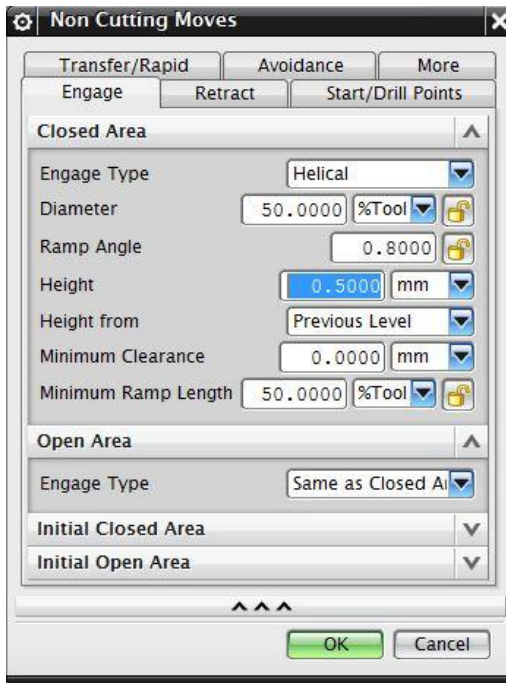 Non Cutting Moves
Transfer/Rapid Avoidance More
Engage Retract Start/Drill Points
Closed Area
Engage Type Helical
Diameter 50.0000 %Tool
Ramp Angle 0.8000
Height 0.5000 mm
Height from Previous Level
Minimum Clearance 0.0000 mm
Minimum Ramp Length 50.0000 %Tool
Open Area
Engage Type Same as Closed Ar
Initial Closed Area
Initial Open Area
OK Cancel